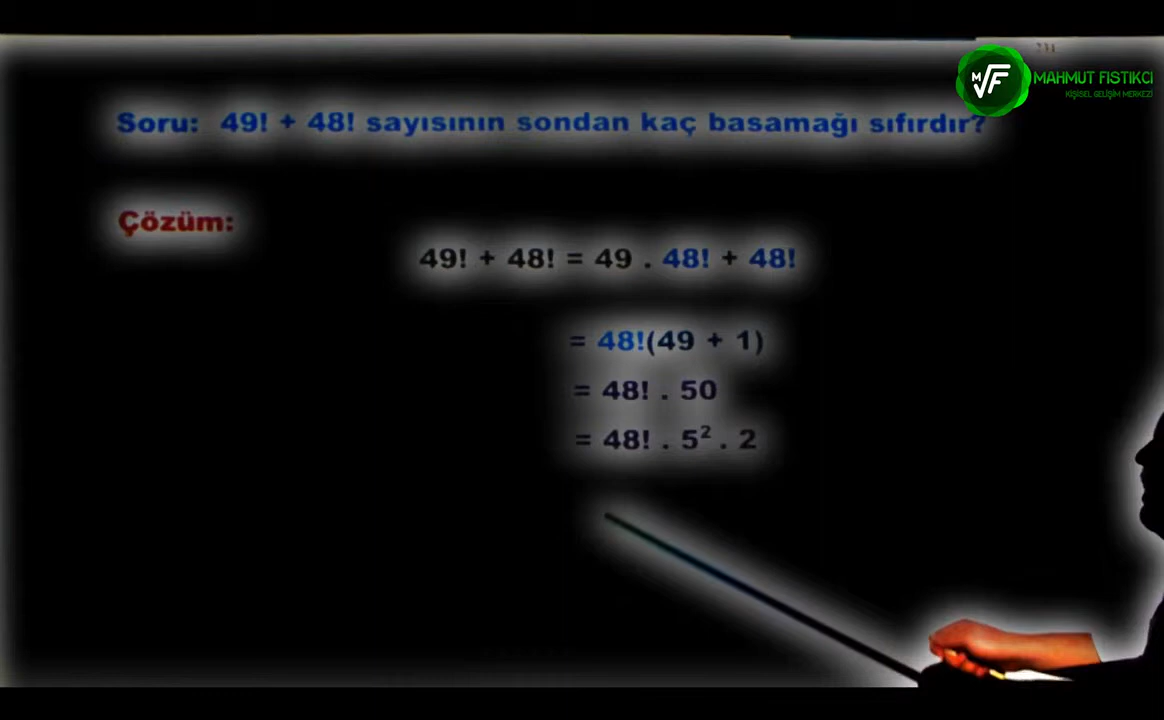 231
MAHMUT FISTIKCI
KİŞİSEL GELİŞİM MERKEZİ
Soru: 49! + 48! sayısının sondan kaç basamağı sıfırdır?
Çözüm:
49! + 48! = 49 . 48! + 48!
= 48!(49 + 1)
= 48! . 50
= 48! . 5² . 2